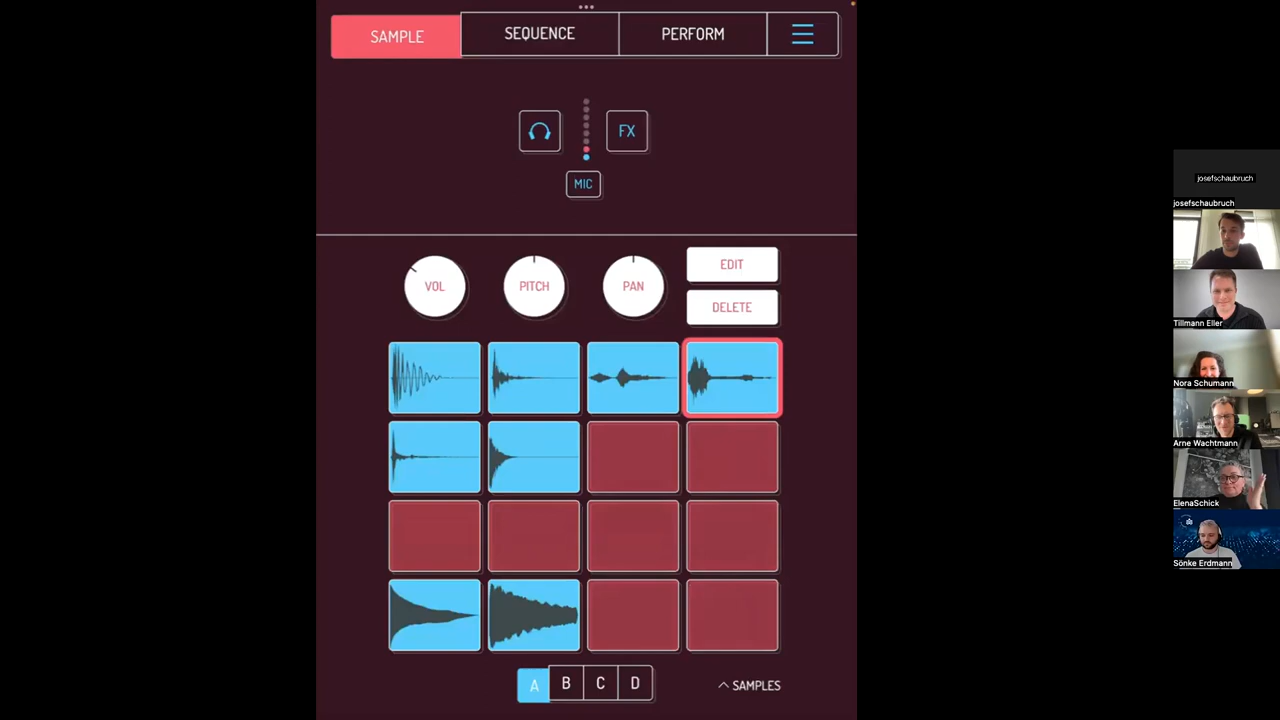 SAMPLE
SEQUENCE
PERFORM
FX
MIC
VOL
PITCH
PAN
EDIT
DELETE
A
B
C
D
SAMPLES
josefschaubruch
josefschaubruch
Tillmann Eller
Nora Schumann
Arne Wachtmann
ElenaSchick
Sönke Erdmann